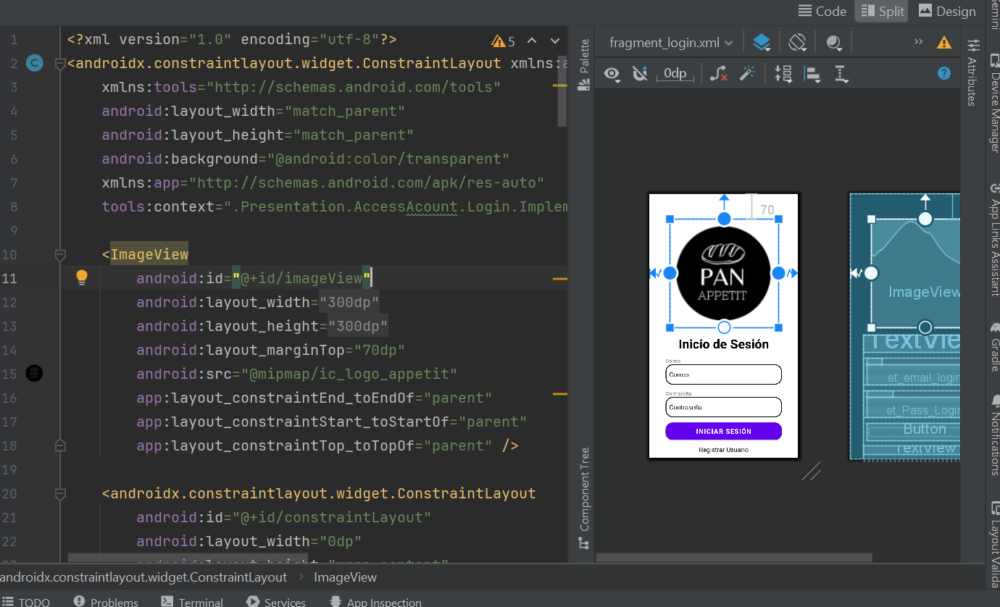 Code Split Design
1 <?xml version="1.0" encoding="utf-8"?>
5
2 <androidx.constraintlayout.widget.ConstraintLayout xmlns:a
3 xmlns:tools="http://schemas.android.com/tools"
4 android:layout_width="match_parent"
5 android:layout_height="match_parent"
6 android:background="@android:color/transparent"
7 xmlns:app="http://schemas.android.com/apk/res-auto"
8 tools:context=".Presentation.AccessAcount.Login.Implem
9
10 <ImageView
11 android:id="@+id/imageView"
12 android:layout_width="300dp"
13 android:layout_height="300dp"
14 android:layout_marginTop="70dp"
15 android:src="@mipmap/ic_logo_appetit"
16 app:layout_constraintEnd_toEndOf="parent"
17 app:layout_constraintStart_toStartOf="parent"
18 app:layout_constraintTop_toTopOf="parent" />
19
20 <androidx.constraintlayout.widget.ConstraintLayout
21 android:id="@+id/constraintLayout"
22 android:layout_width="0dp"
androidx.constraintlayout.widget.ConstraintLayout › ImageView
TODO Problems Terminal Services App Inspection
Palette
Component Tree
fragment_login.xml
0dp
70
PAN
APPETIT
Inicio de Sesión
Correo
Correo
Contraseña
Contraseña
INICIAR SESIÓN
Registrar Usuario
ImageView
TextVie
et_email_login
et_Pass_Login
Button
TextView
Attributes
Gemini
Device Manager
App Links Assistant
Gradle
Notifications
Layout Valida